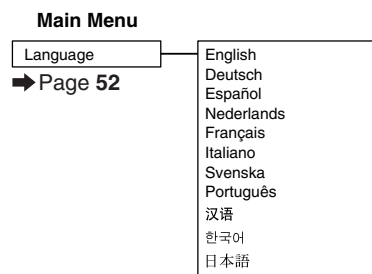 Main Menu
Language
➡Page 52
English
Deutsch
Español
Nederlands
Français
Italiano
Svenska
Português
汉语
한국어
日本語